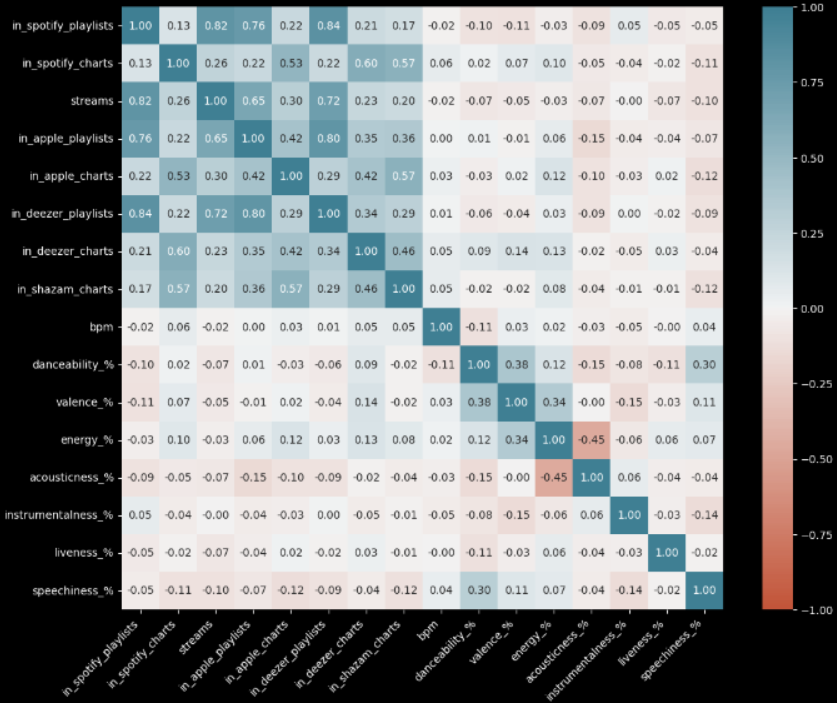 in_spotify_playlists 1.00 0.13 0.82 0.76 0.22 0.84 0.21 0.17 -0.02 -0.10 -0.11 -0.03 -0.09 0.05 -0.05 -0.05
in_spotify_charts 0.13 1.00 0.26 0.22 0.53 0.22 0.60 0.57 0.06 0.02 0.07 0.10 -0.05 -0.04 -0.02 -0.11
streams 0.82 0.26 1.00 0.65 0.30 0.72 0.23 0.20 -0.02 -0.07 -0.05 -0.03 -0.07 -0.00 -0.07 -0.10
in_apple_playlists 0.76 0.22 0.65 1.00 0.42 0.80 0.35 0.36 0.00 0.01 -0.01 0.06 -0.15 -0.04 -0.04 -0.07
in_apple_charts 0.22 0.53 0.30 0.42 1.00 0.29 0.42 0.57 0.03 -0.03 0.02 0.12 -0.10 -0.03 0.02 -0.12
in_deezer_playlists 0.84 0.22 0.72 0.80 0.29 1.00 0.34 0.29 0.01 -0.06 -0.04 0.03 -0.09 0.00 -0.02 -0.09
in_deezer_charts 0.21 0.60 0.23 0.35 0.42 0.34 1.00 0.46 0.05 0.09 0.14 0.13 -0.02 -0.05 0.03 -0.04
in_shazam_charts 0.17 0.57 0.20 0.36 0.57 0.29 0.46 1.00 0.05 -0.02 -0.02 0.08 -0.04 -0.01 -0.01 -0.12
bpm -0.02 0.06 -0.02 0.00 0.03 0.01 0.05 0.05 1.00 -0.11 0.03 0.02 -0.03 -0.05 -0.00 0.04
danceability_% -0.10 0.02 -0.07 0.01 -0.03 -0.06 0.09 -0.02 -0.11 1.00 0.38 0.12 -0.15 -0.08 -0.11 0.30
valence_% -0.11 0.07 -0.05 -0.01 0.02 -0.04 0.14 -0.02 0.03 0.38 1.00 0.34 -0.00 -0.15 -0.03 0.11
energy_% -0.03 0.10 -0.03 0.06 0.12 0.03 0.13 0.08 0.02 0.12 0.34 1.00 -0.45 -0.06 0.06 0.07
acousticness_% -0.09 -0.05 -0.07 -0.15 -0.10 -0.09 -0.02 -0.04 -0.03 -0.15 -0.00 -0.45 1.00 0.06 -0.04 -0.04
instrumentalness_% 0.05 -0.04 -0.00 -0.04 -0.03 0.00 -0.05 -0.01 -0.05 -0.08 -0.15 -0.06 0.06 1.00 -0.03 -0.14
liveness_% -0.05 -0.02 -0.07 -0.04 0.02 -0.02 0.03 -0.01 -0.00 -0.11 -0.03 0.06 -0.04 -0.03 1.00 -0.02
speechiness_% -0.05 -0.11 -0.10 -0.07 -0.12 -0.09 -0.04 -0.12 0.04 0.30 0.11 0.07 -0.04 -0.14 -0.02 1.00
in_spotify_playlists
in_spotify_charts
streams
in_apple_playlists
in_apple_charts
in_deezer_playlists
in_deezer_charts
in_shazam_charts
bpm
danceability_%
valence_%
energy_%
acousticness_%
instrumentalness_%
liveness_%
speechiness_%
1.00
0.75
0.50
0.25
0.00
−0.25
−0.50
−0.75
−1.00